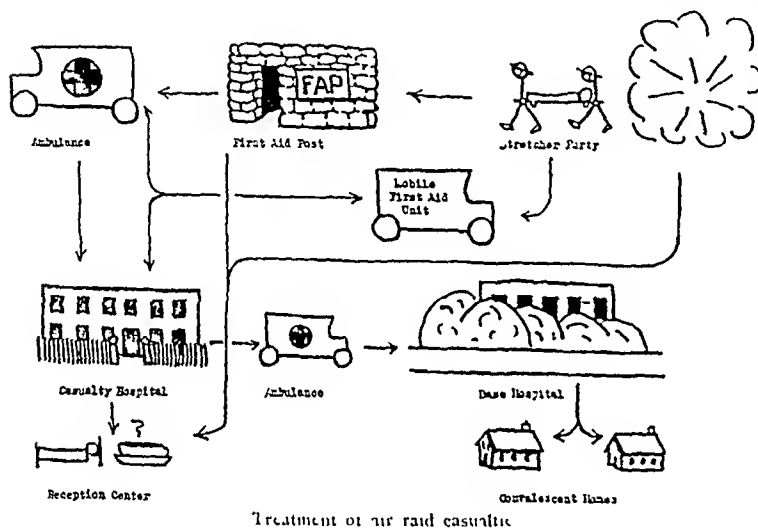 FAP
Ambulance
First Aid Post
Stretcher Party
Lobile
First Aid
Unit
Casualty Hospital
Ambulance
Base Hospital
?
Reception Center
Convalescent Homes
Treatment of air raid casualtie